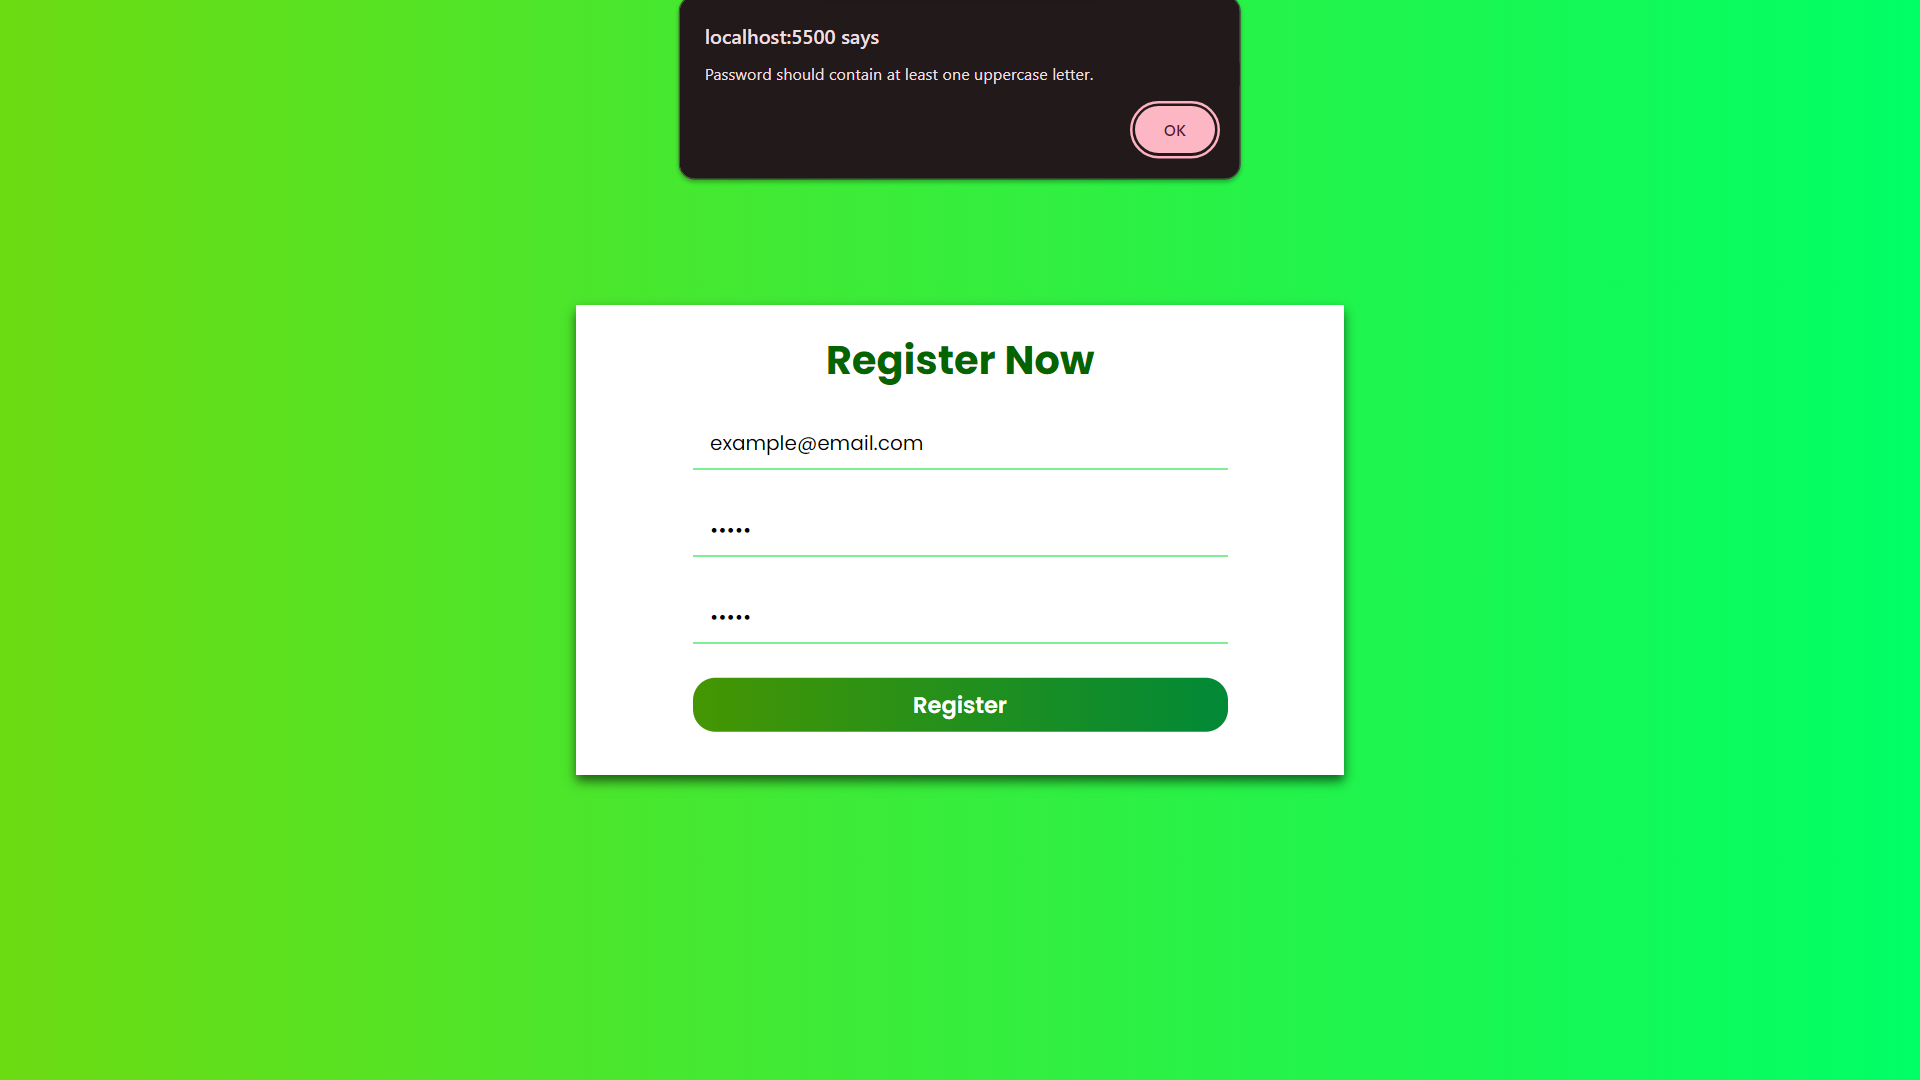 localhost:5500 says
Password should contain at least one uppercase letter.
OK
Register Now
example@email.com
•••••
•••••
Register